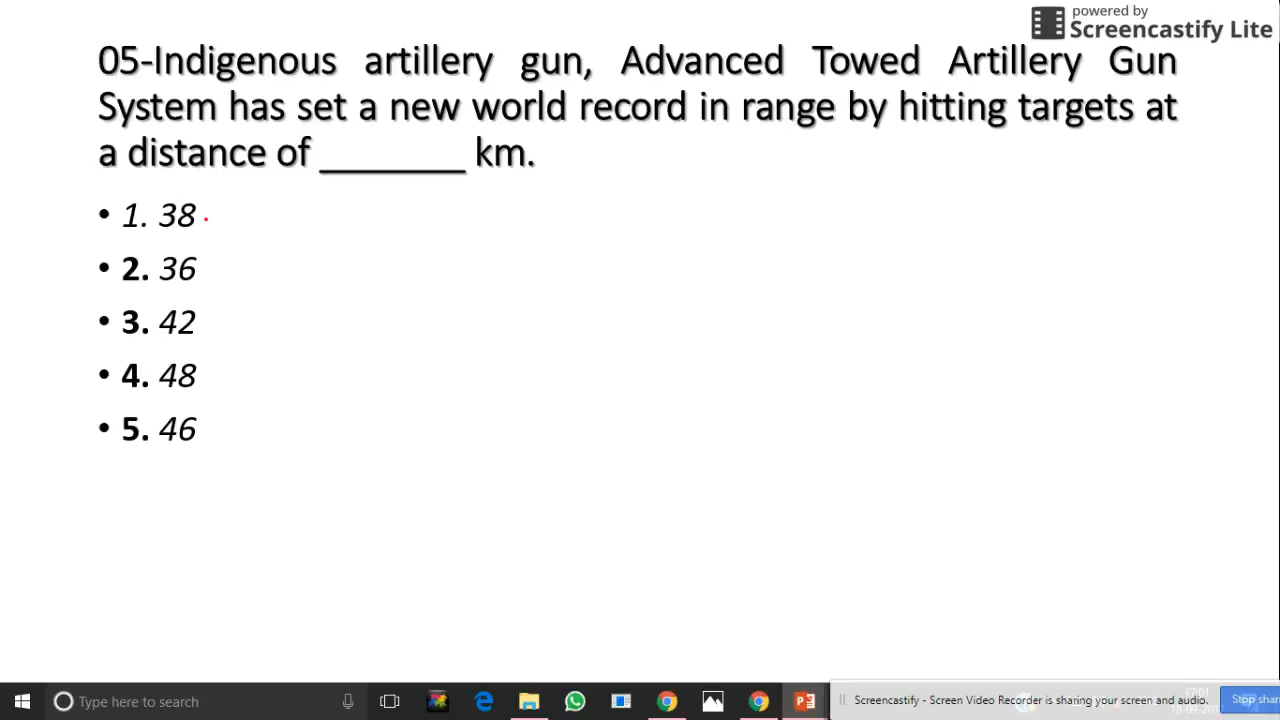 powered by
Screencastify Lite
05-Indigenous artillery gun, Advanced Towed Artillery Gun
System has set a new world record in range by hitting targets at
a distance of ________ km.
• 1. 38
• 2. 36
• 3. 42
• 4. 48
• 5. 46
Type here to search
Screencastify - Screen Video Recorder is sharing your screen and audio.
Stop shar